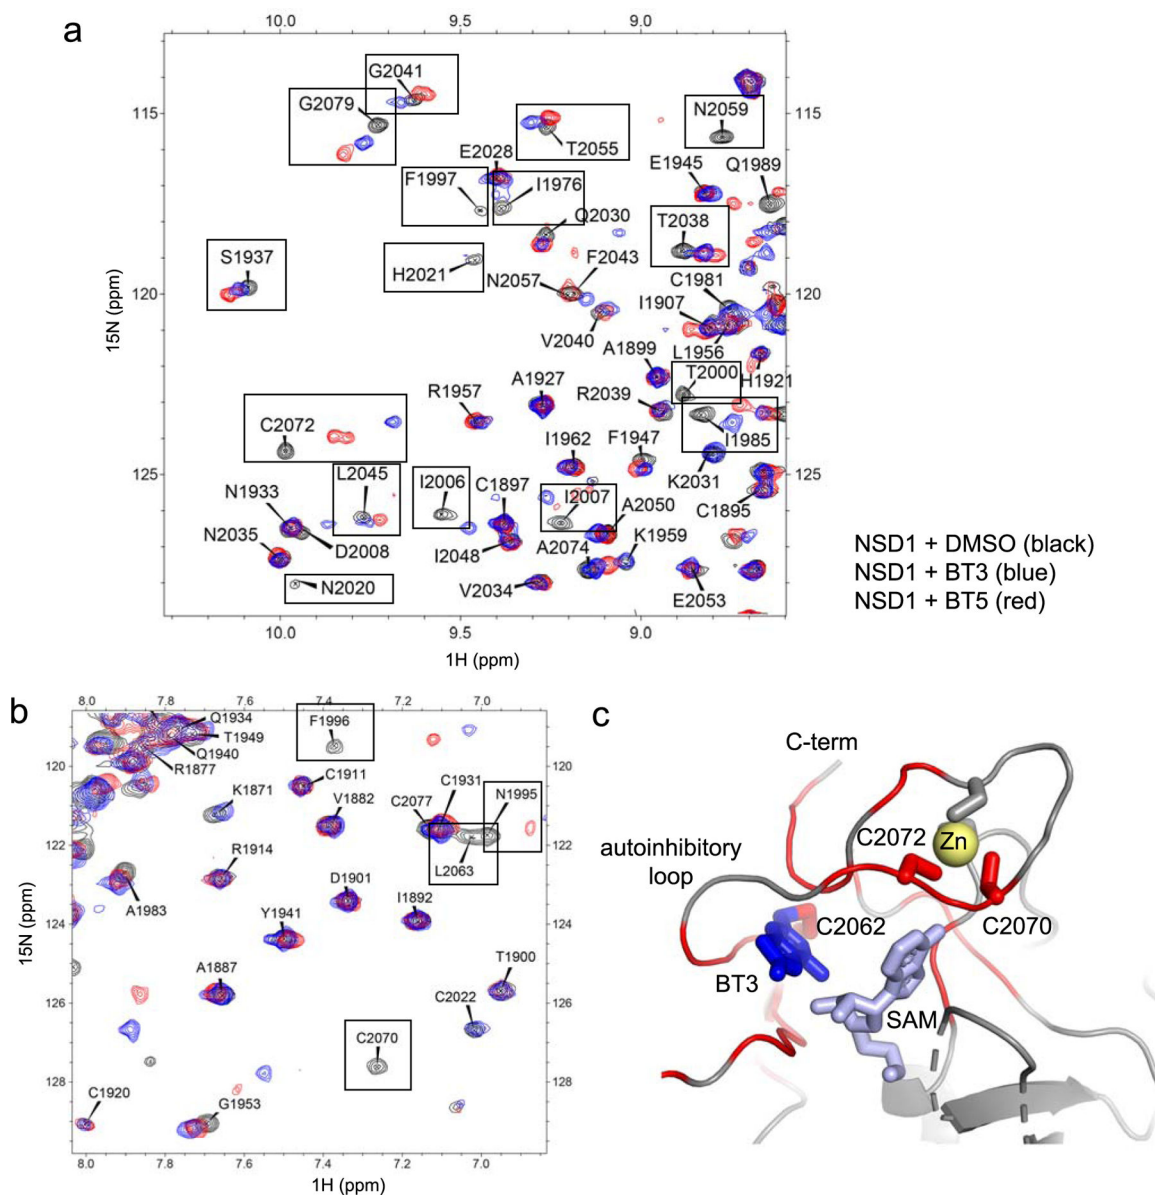 a
10.0 9.5 9.0
G2041
G2079
N2059
115 115
T2055
E2028
E1945 Q1989
F1997 I1976
Q2030
T2038
S1937
H2021
F2043
N2057
C1981
120 120
I1907
V2040
L1956
A1899
T2000
H1921
R1957 A1927
R2039
C2072
I1985
I1962 F1947
K2031
125 125
L2045 I2006
C1897
I2007
C1895
N1933
A2050
N2035 D2008
I2048
A2074 K1959
N2020
V2034 E2053
15N (ppm)
10.0 9.5 9.0
1H (ppm)
NSD1 + DMSO (black)
NSD1 + BT3 (blue)
NSD1 + BT5 (red)
b
8.0 7.8 7.6 7.4 7.2 7.0
Q1934
T1949
Q1940
R1877
F1996
120 120
C1911
K1871
V1882
C1931
C2077
N1995
122 122
L2063
R1914
A1983
D1901
I1892
124 124
Y1941
A1887
T1900
126 126
C2022
C2070
128 128
C1920
G1953
15N (ppm)
8.0 7.8 7.6 7.4 7.2 7.0
1H (ppm)
c
C-term
C2072
Zn
autoinhibitory
loop
C2062
C2070
BT3
SAM